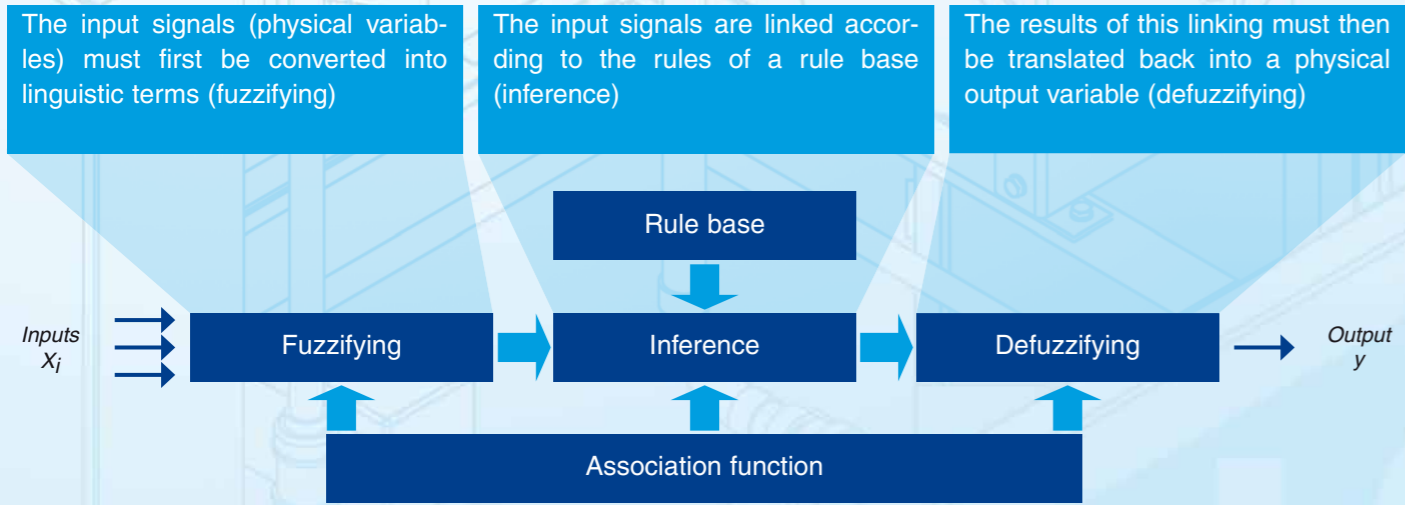 The input signals (physical variab-
les) must first be converted into
linguistic terms (fuzzifying)
The input signals are linked accor-
ding to the rules of a rule base
(inference)
The results of this linking must then
be translated back into a physical
output variable (defuzzifying)
Rule base
Inputs
Xi
Fuzzifying
Inference
Defuzzifying
Output
y
Association function